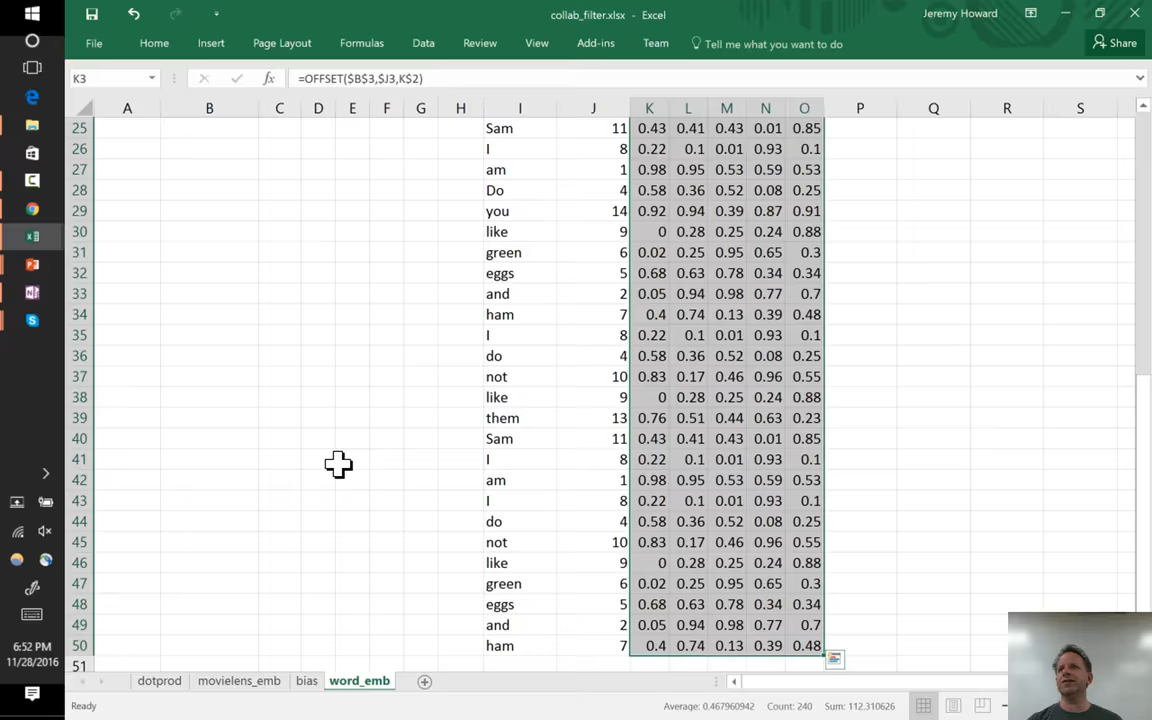 collab_filter.xlsx - Excel
Jeremy Howard
File Home Insert Page Layout Formulas Data Review View Add-ins Team Tell me what you want to do Share
K3 fx =OFFSET($B$3,$J3,K$2)
A B C D E F G H I J K L M N O P Q R S
25 Sam 11 0.43 0.41 0.43 0.01 0.85
26 I 8 0.22 0.1 0.01 0.93 0.1
27 am 1 0.98 0.95 0.53 0.59 0.53
28 Do 4 0.58 0.36 0.52 0.08 0.25
29 you 14 0.92 0.94 0.39 0.87 0.91
30 like 9 0 0.28 0.25 0.24 0.88
31 green 6 0.02 0.25 0.95 0.65 0.3
32 eggs 5 0.68 0.63 0.78 0.34 0.34
33 and 2 0.05 0.94 0.98 0.77 0.7
34 ham 7 0.4 0.74 0.13 0.39 0.48
35 I 8 0.22 0.1 0.01 0.93 0.1
36 do 4 0.58 0.36 0.52 0.08 0.25
37 not 10 0.83 0.17 0.46 0.96 0.55
38 like 9 0 0.28 0.25 0.24 0.88
39 them 13 0.76 0.51 0.44 0.63 0.23
40 Sam 11 0.43 0.41 0.43 0.01 0.85
41 I 8 0.22 0.1 0.01 0.93 0.1
42 am 1 0.98 0.95 0.53 0.59 0.53
43 I 8 0.22 0.1 0.01 0.93 0.1
44 do 4 0.58 0.36 0.52 0.08 0.25
45 not 10 0.83 0.17 0.46 0.96 0.55
46 like 9 0 0.28 0.25 0.24 0.88
47 green 6 0.02 0.25 0.95 0.65 0.3
48 eggs 5 0.68 0.63 0.78 0.34 0.34
49 and 2 0.05 0.94 0.98 0.77 0.7
50 ham 7 0.4 0.74 0.13 0.39 0.48
51
dotprod movielens_emb bias word_emb
Ready Average: 0.467960942 Count: 240 Sum: 112.310626
6:52 PM
11/28/2016